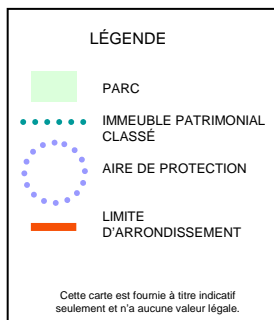 LÉGENDE
PARC
IMMEUBLE PATRIMONIAL
CLASSÉ
AIRE DE PROTECTION
LIMITE
D'ARRONDISSEMENT
Cette carte est fournie à titre indicatif
seulement et n'a aucune valeur légale.